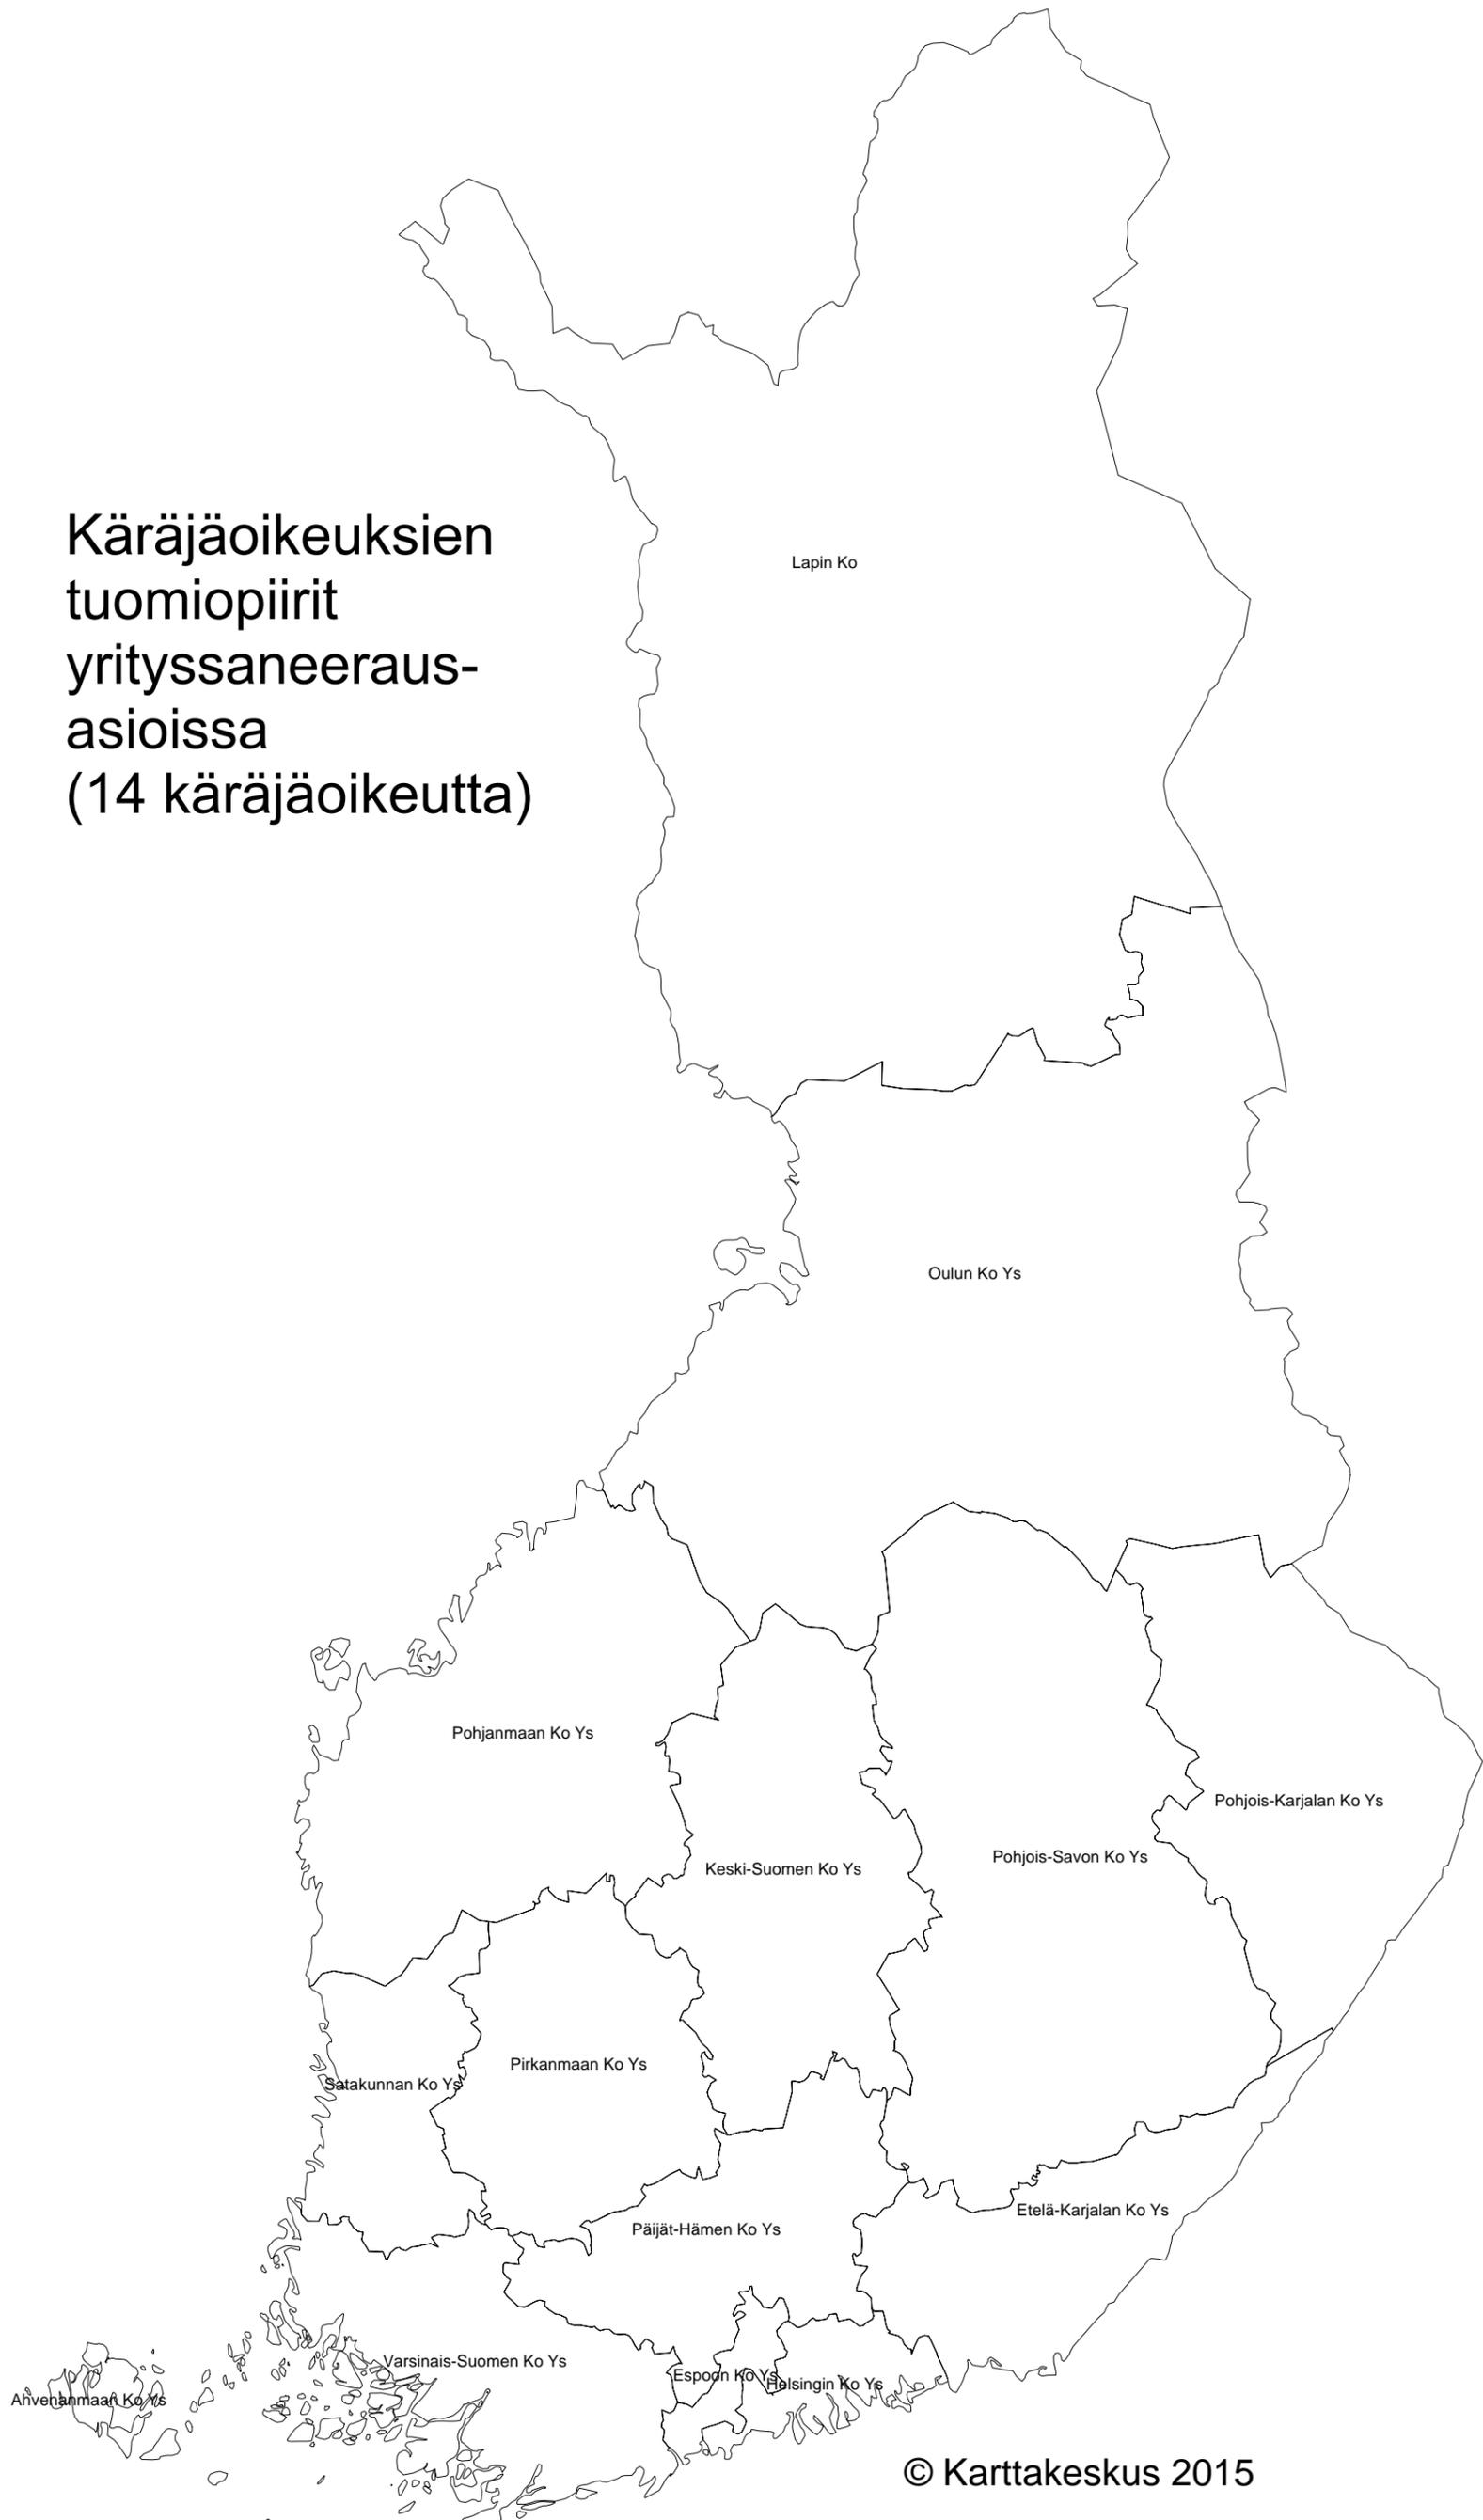 Käräjäoikeuksien
tuomiopiirit
yrityssaneeraus-
asioissa
(14 käräjäoikeutta)
Lapin Ko
Oulun Ko Ys
Pohjanmaan Ko Ys
Pohjois-Karjalan Ko Ys
Pohjois-Savon Ko Ys
Keski-Suomen Ko Ys
Pirkanmaan Ko Ys
Satakunnan Ko Ys
Etelä-Karjalan Ko Ys
Päijät-Hämen Ko Ys
Varsinais-Suomen Ko Ys
Espoon Ko Ys
Helsingin Ko Ys
Ahvenanmaan Ko Ys
© Karttakeskus 2015